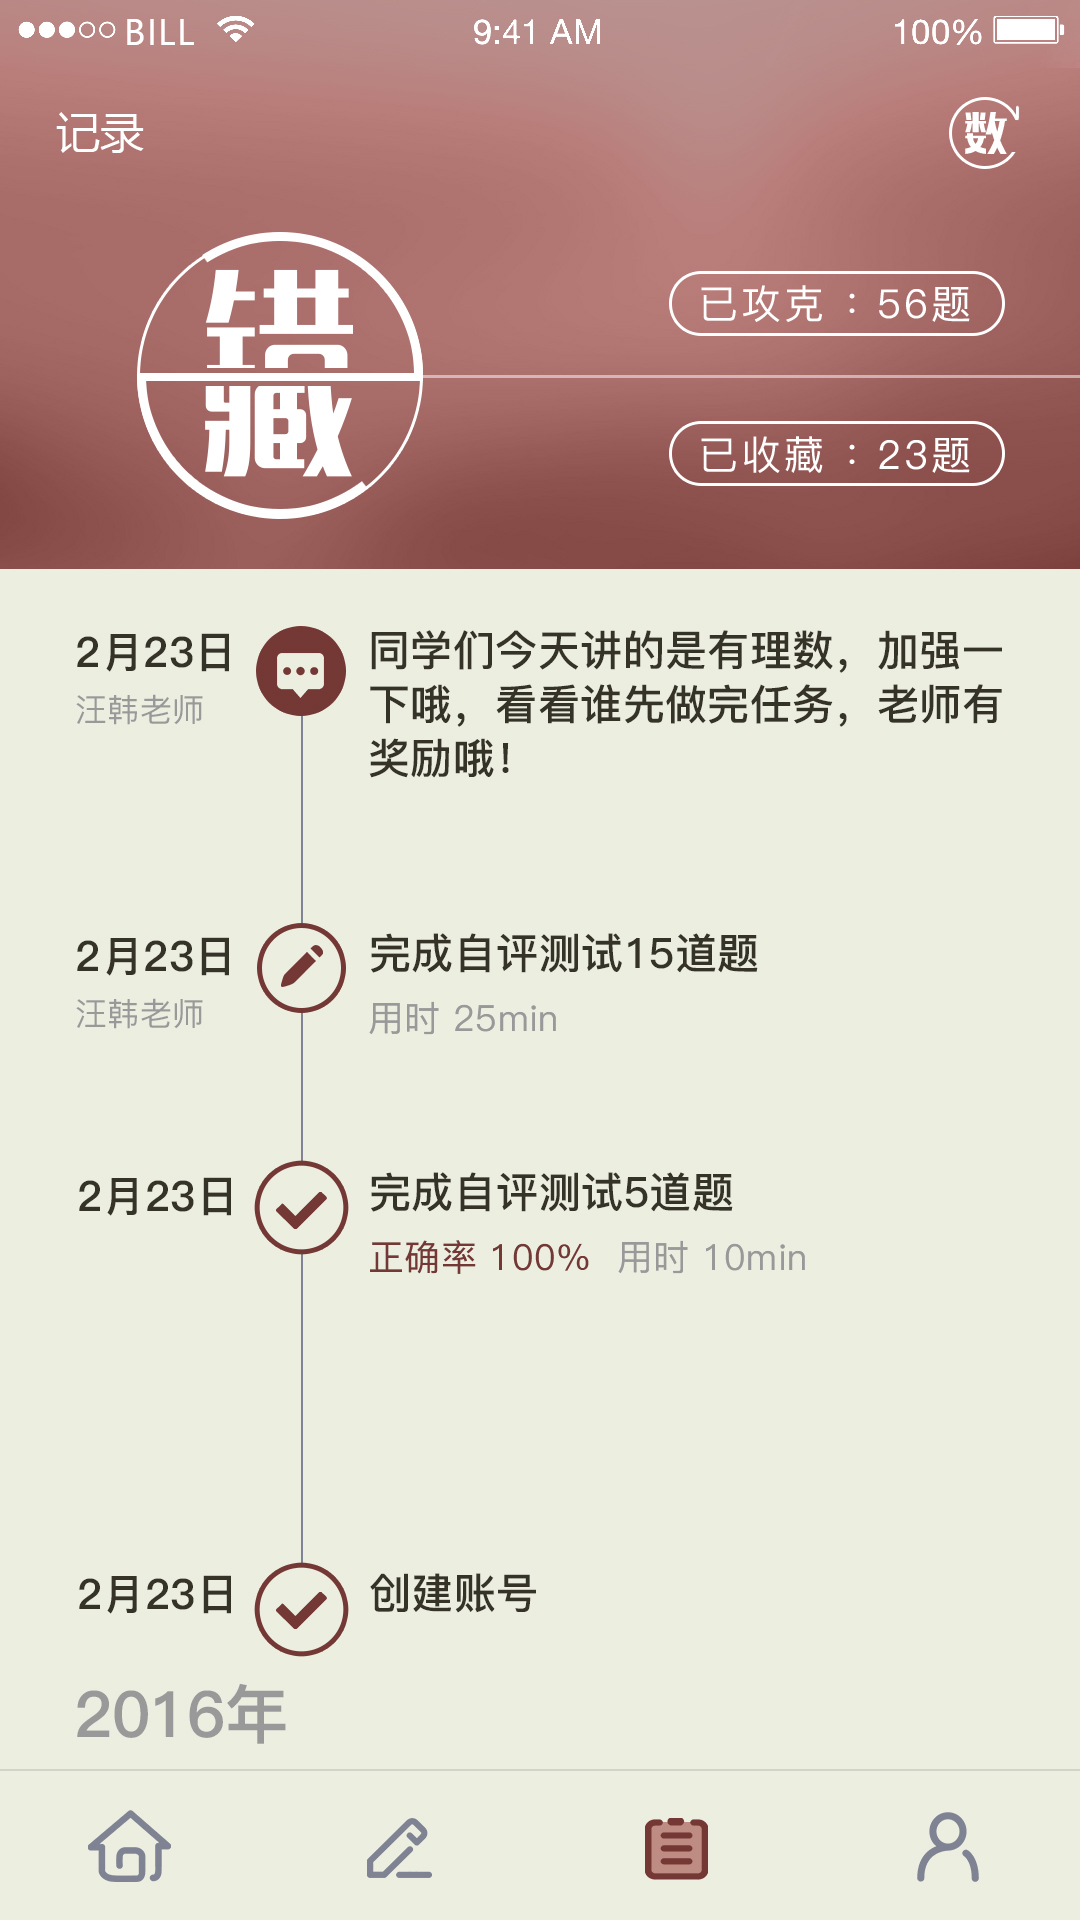 BILL
9:41 AM
100%
记录
数
错
藏
已攻克：56题
已收藏：23题
2月23日
汪韩老师
同学们今天讲的是有理数，加强一
下哦，看看谁先做完任务，老师有
奖励哦！
2月23日
汪韩老师
完成自评测试15道题
用时 25min
2月23日
完成自评测试5道题
正确率 100% 用时 10min
2月23日
创建账号
2016年